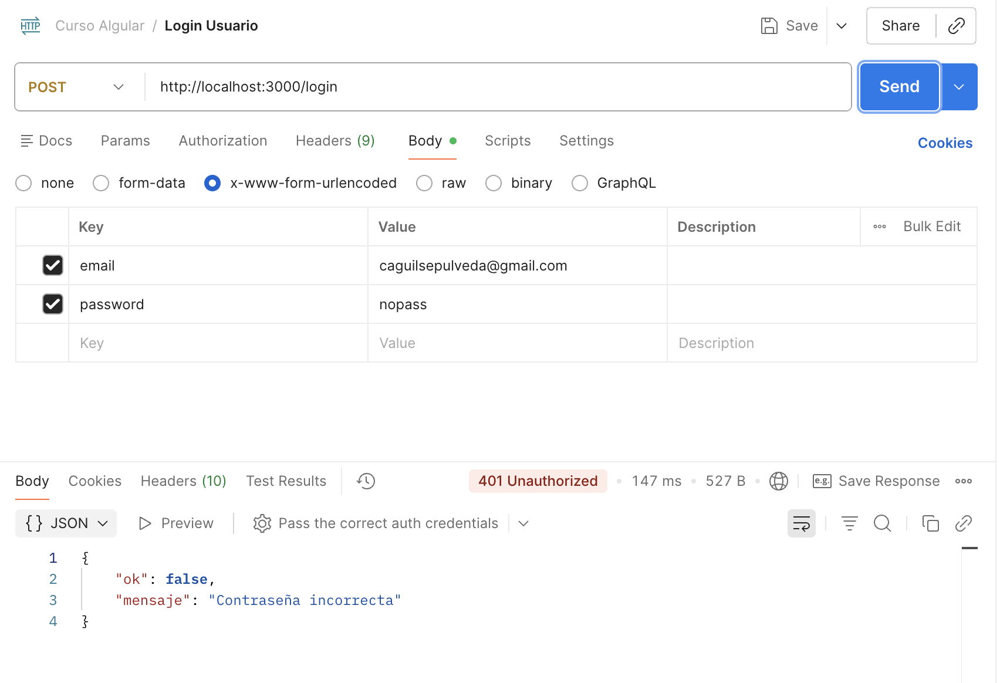 HTTP Curso Algular / Login Usuario Save Share
POST http://localhost:3000/login Send
Docs Params Authorization Headers (9) Body Scripts Settings Cookies
none form-data x-www-form-urlencoded raw binary GraphQL
Key Value Description Bulk Edit
email caguilsepulveda@gmail.com
password nopass
Key Value Description
Body Cookies Headers (10) Test Results 401 Unauthorized 147 ms 527 B e.g. Save Response
{ } JSON Preview Pass the correct auth credentials
1 {
2 "ok": false,
3 "mensaje": "Contraseña incorrecta"
4 }